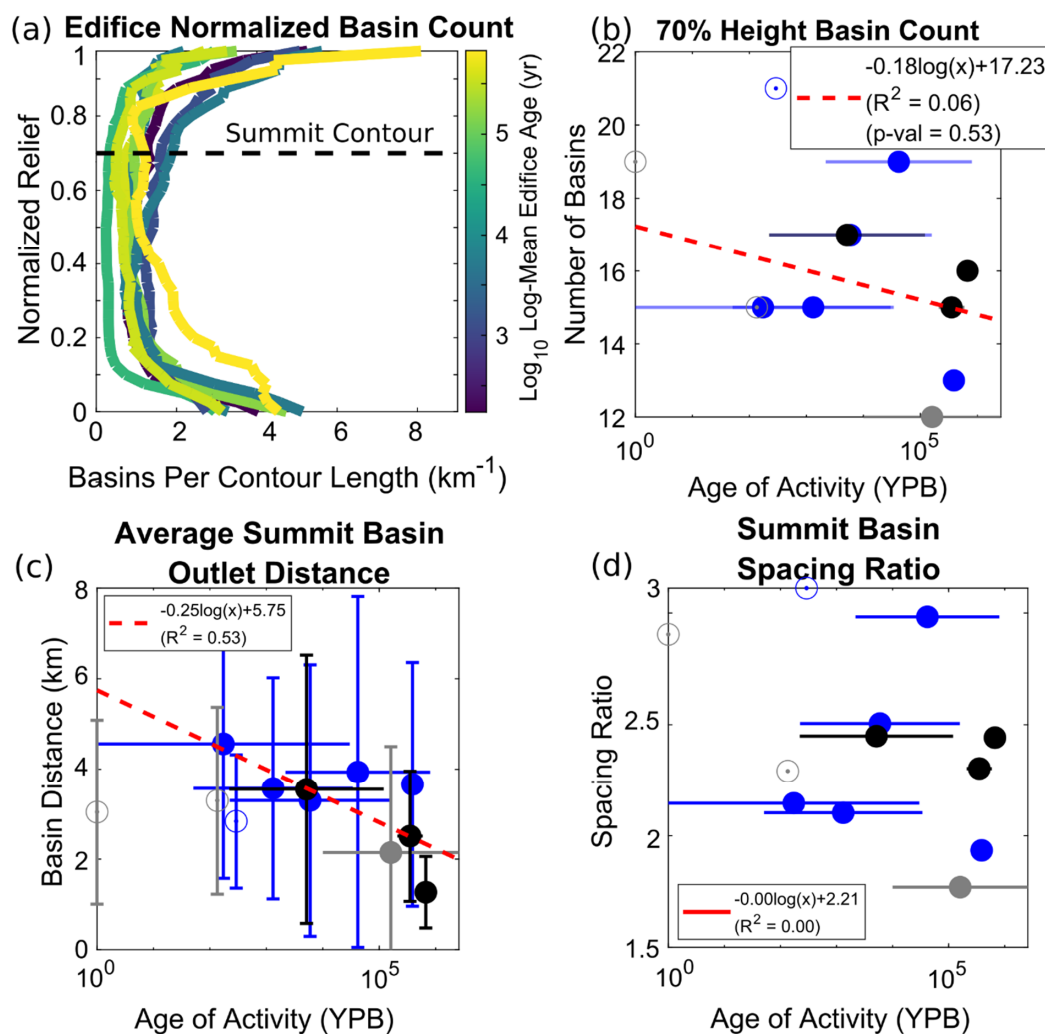 (a) Edifice Normalized Basin Count
1
0.8
0.6
0.4
0.2
0
Normalized Relief
Summit Contour
0 2 4 6 8
Basins Per Contour Length (km⁻¹)
5
4
3
Log₁₀ Log-Mean Edifice Age (yr)
(b) 70% Height Basin Count
22
20
18
16
14
12
Number of Basins
-0.18log(x)+17.23
(R² = 0.06)
(p-val = 0.53)
10⁰ 10⁵
Age of Activity (YPB)
(c) Average Summit Basin
Outlet Distance
8
6
4
2
0
Basin Distance (km)
-0.25log(x)+5.75
(R² = 0.53)
10⁰ 10⁵
Age of Activity (YPB)
(d) Summit Basin
Spacing Ratio
3
2.5
2
1.5
Spacing Ratio
-0.00log(x)+2.21
(R² = 0.00)
10⁰ 10⁵
Age of Activity (YPB)